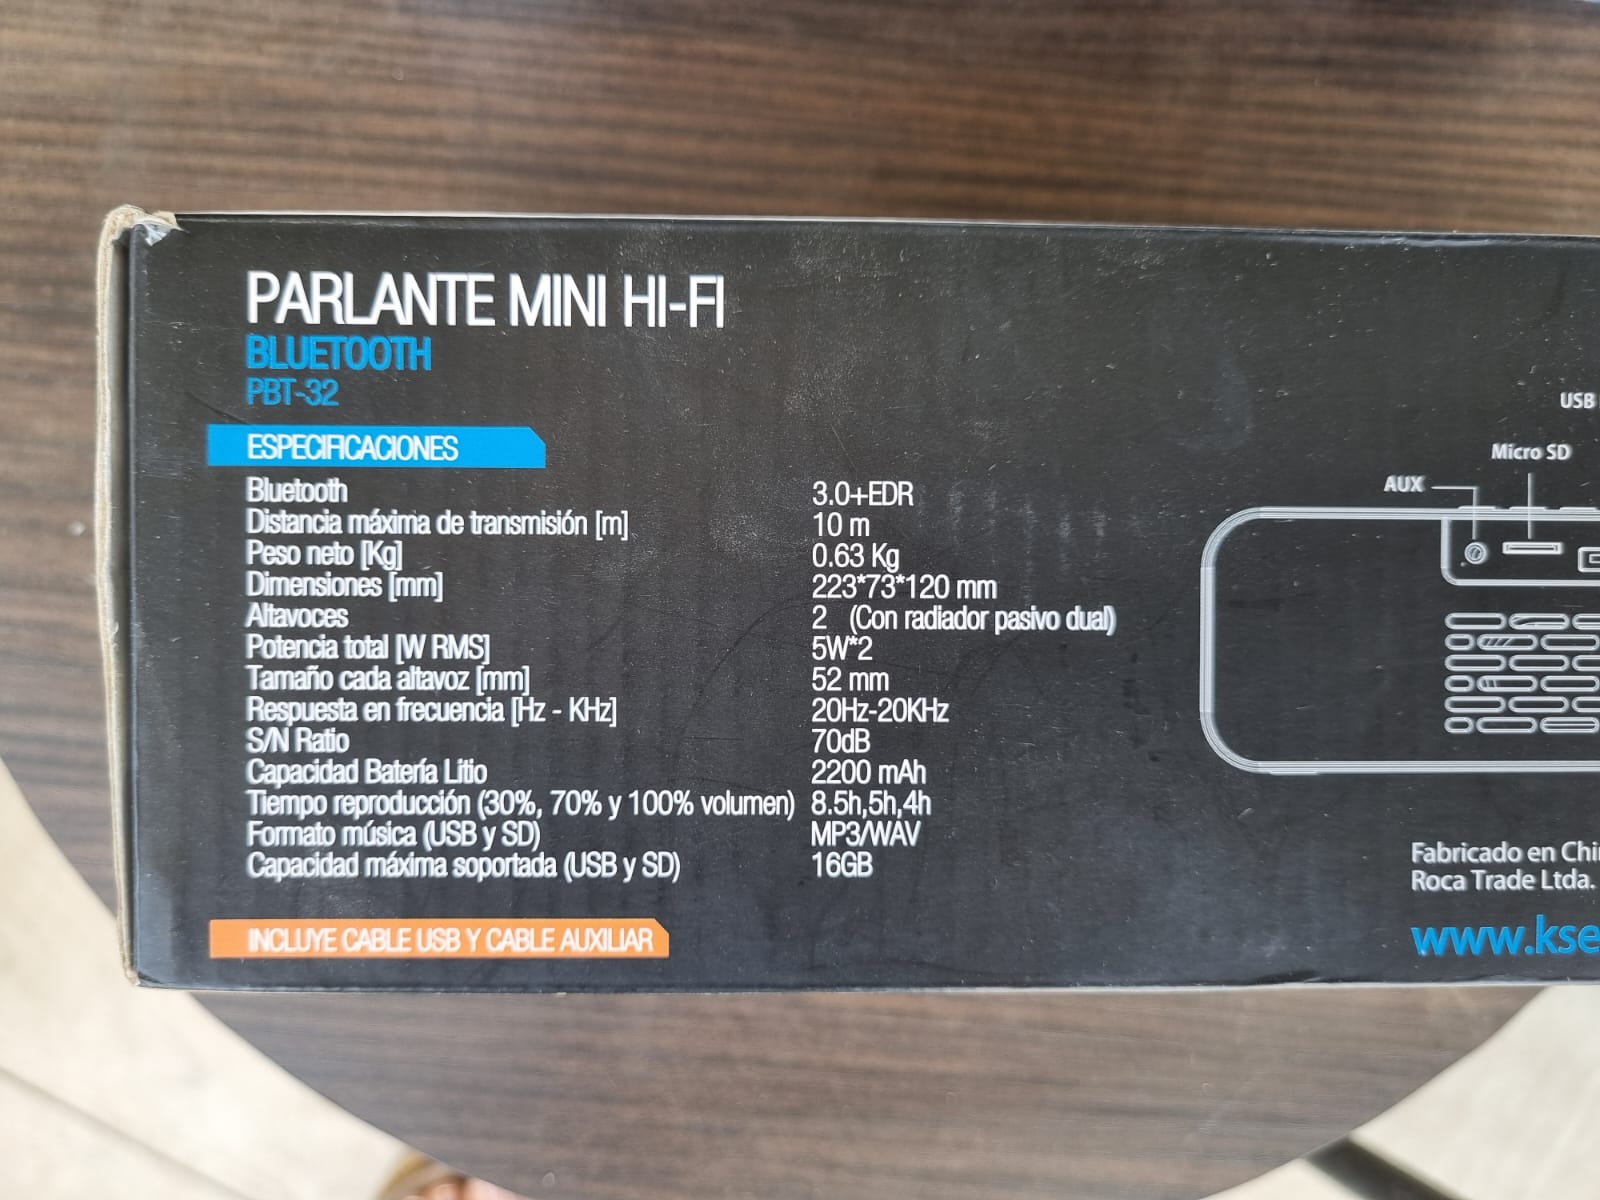 PARLANTE MINI HI-FI
BLUETOOTH
PBT-32
ESPECIFICACIONES
Bluetooth 3.0+EDR
Distancia máxima de transmisión [m] 10 m
Peso neto [Kg] 0.63 Kg
Dimensiones [mm] 223*73*120 mm
Altavoces 2 (Con radiador pasivo dual)
Potencia total [W RMS] 5W*2
Tamaño cada altavoz [mm] 52 mm
Respuesta en frecuencia [Hz - KHz] 20Hz-20KHz
S/N Ratio 70dB
Capacidad Batería Litio 2200 mAh
Tiempo reproducción (30%, 70% y 100% volumen) 8.5h,5h,4h
Formato música (USB y SD) MP3/WAV
Capacidad máxima soportada (USB y SD) 16GB
INCLUYE CABLE USB Y CABLE AUXILIAR
USB
Micro SD
AUX
Fabricado en
Roca Trade Ltda.